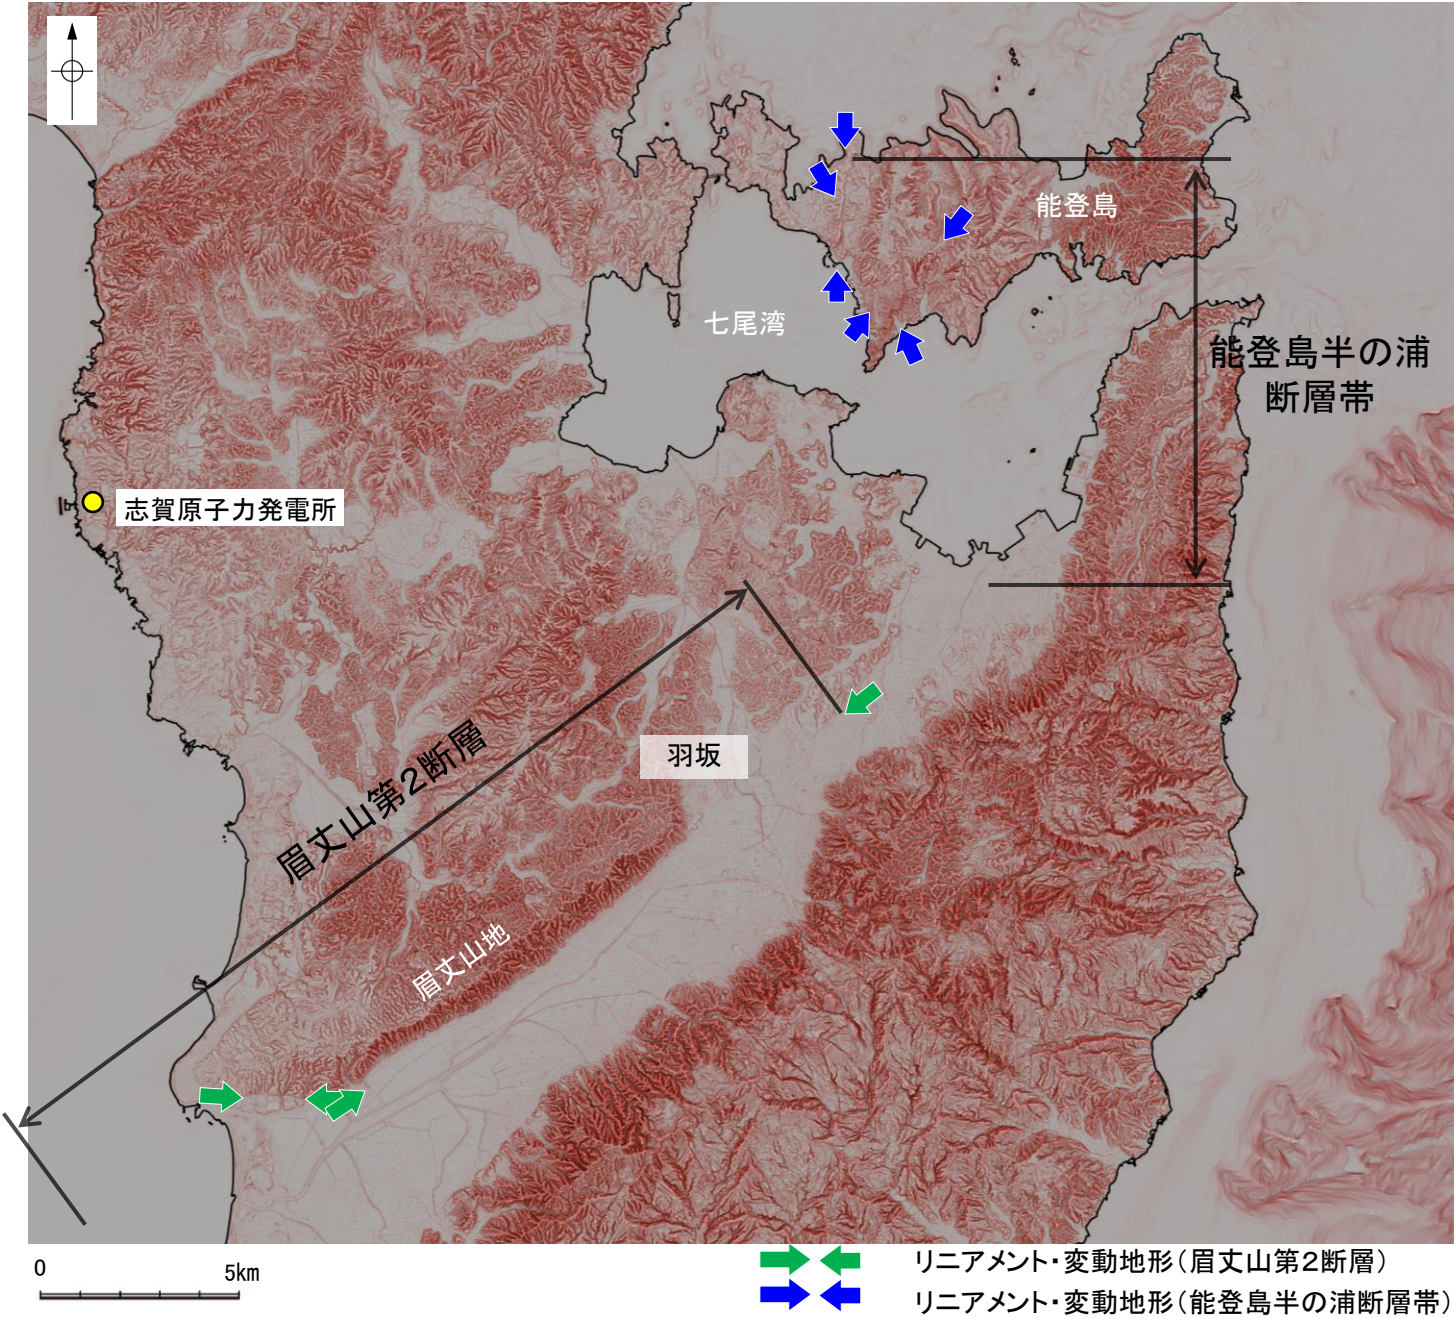 能登島
七尾湾
能登島半の浦
断層帯
志賀原子力発電所
羽坂
眉丈山第2断層
眉丈山地
0 5km
リニアメント・変動地形(眉丈山第2断層)
リニアメント・変動地形(能登島半の浦断層帯)